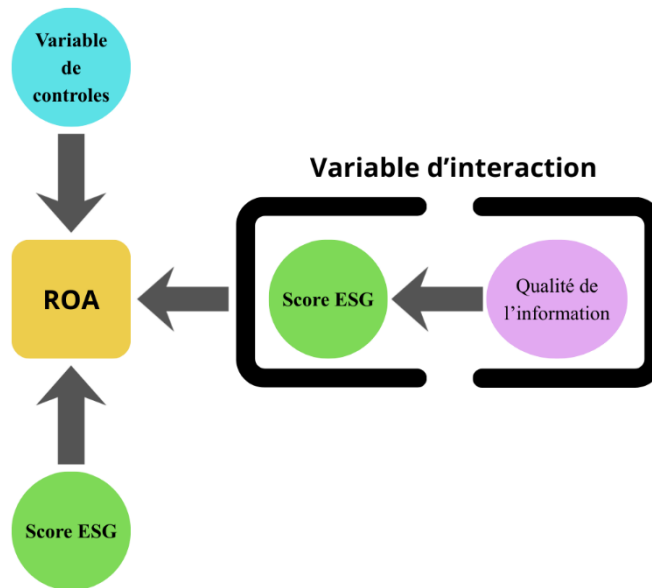 Variable
de
controles
Variable d’interaction
ROA
Score ESG
Qualité de
l’information
Score ESG